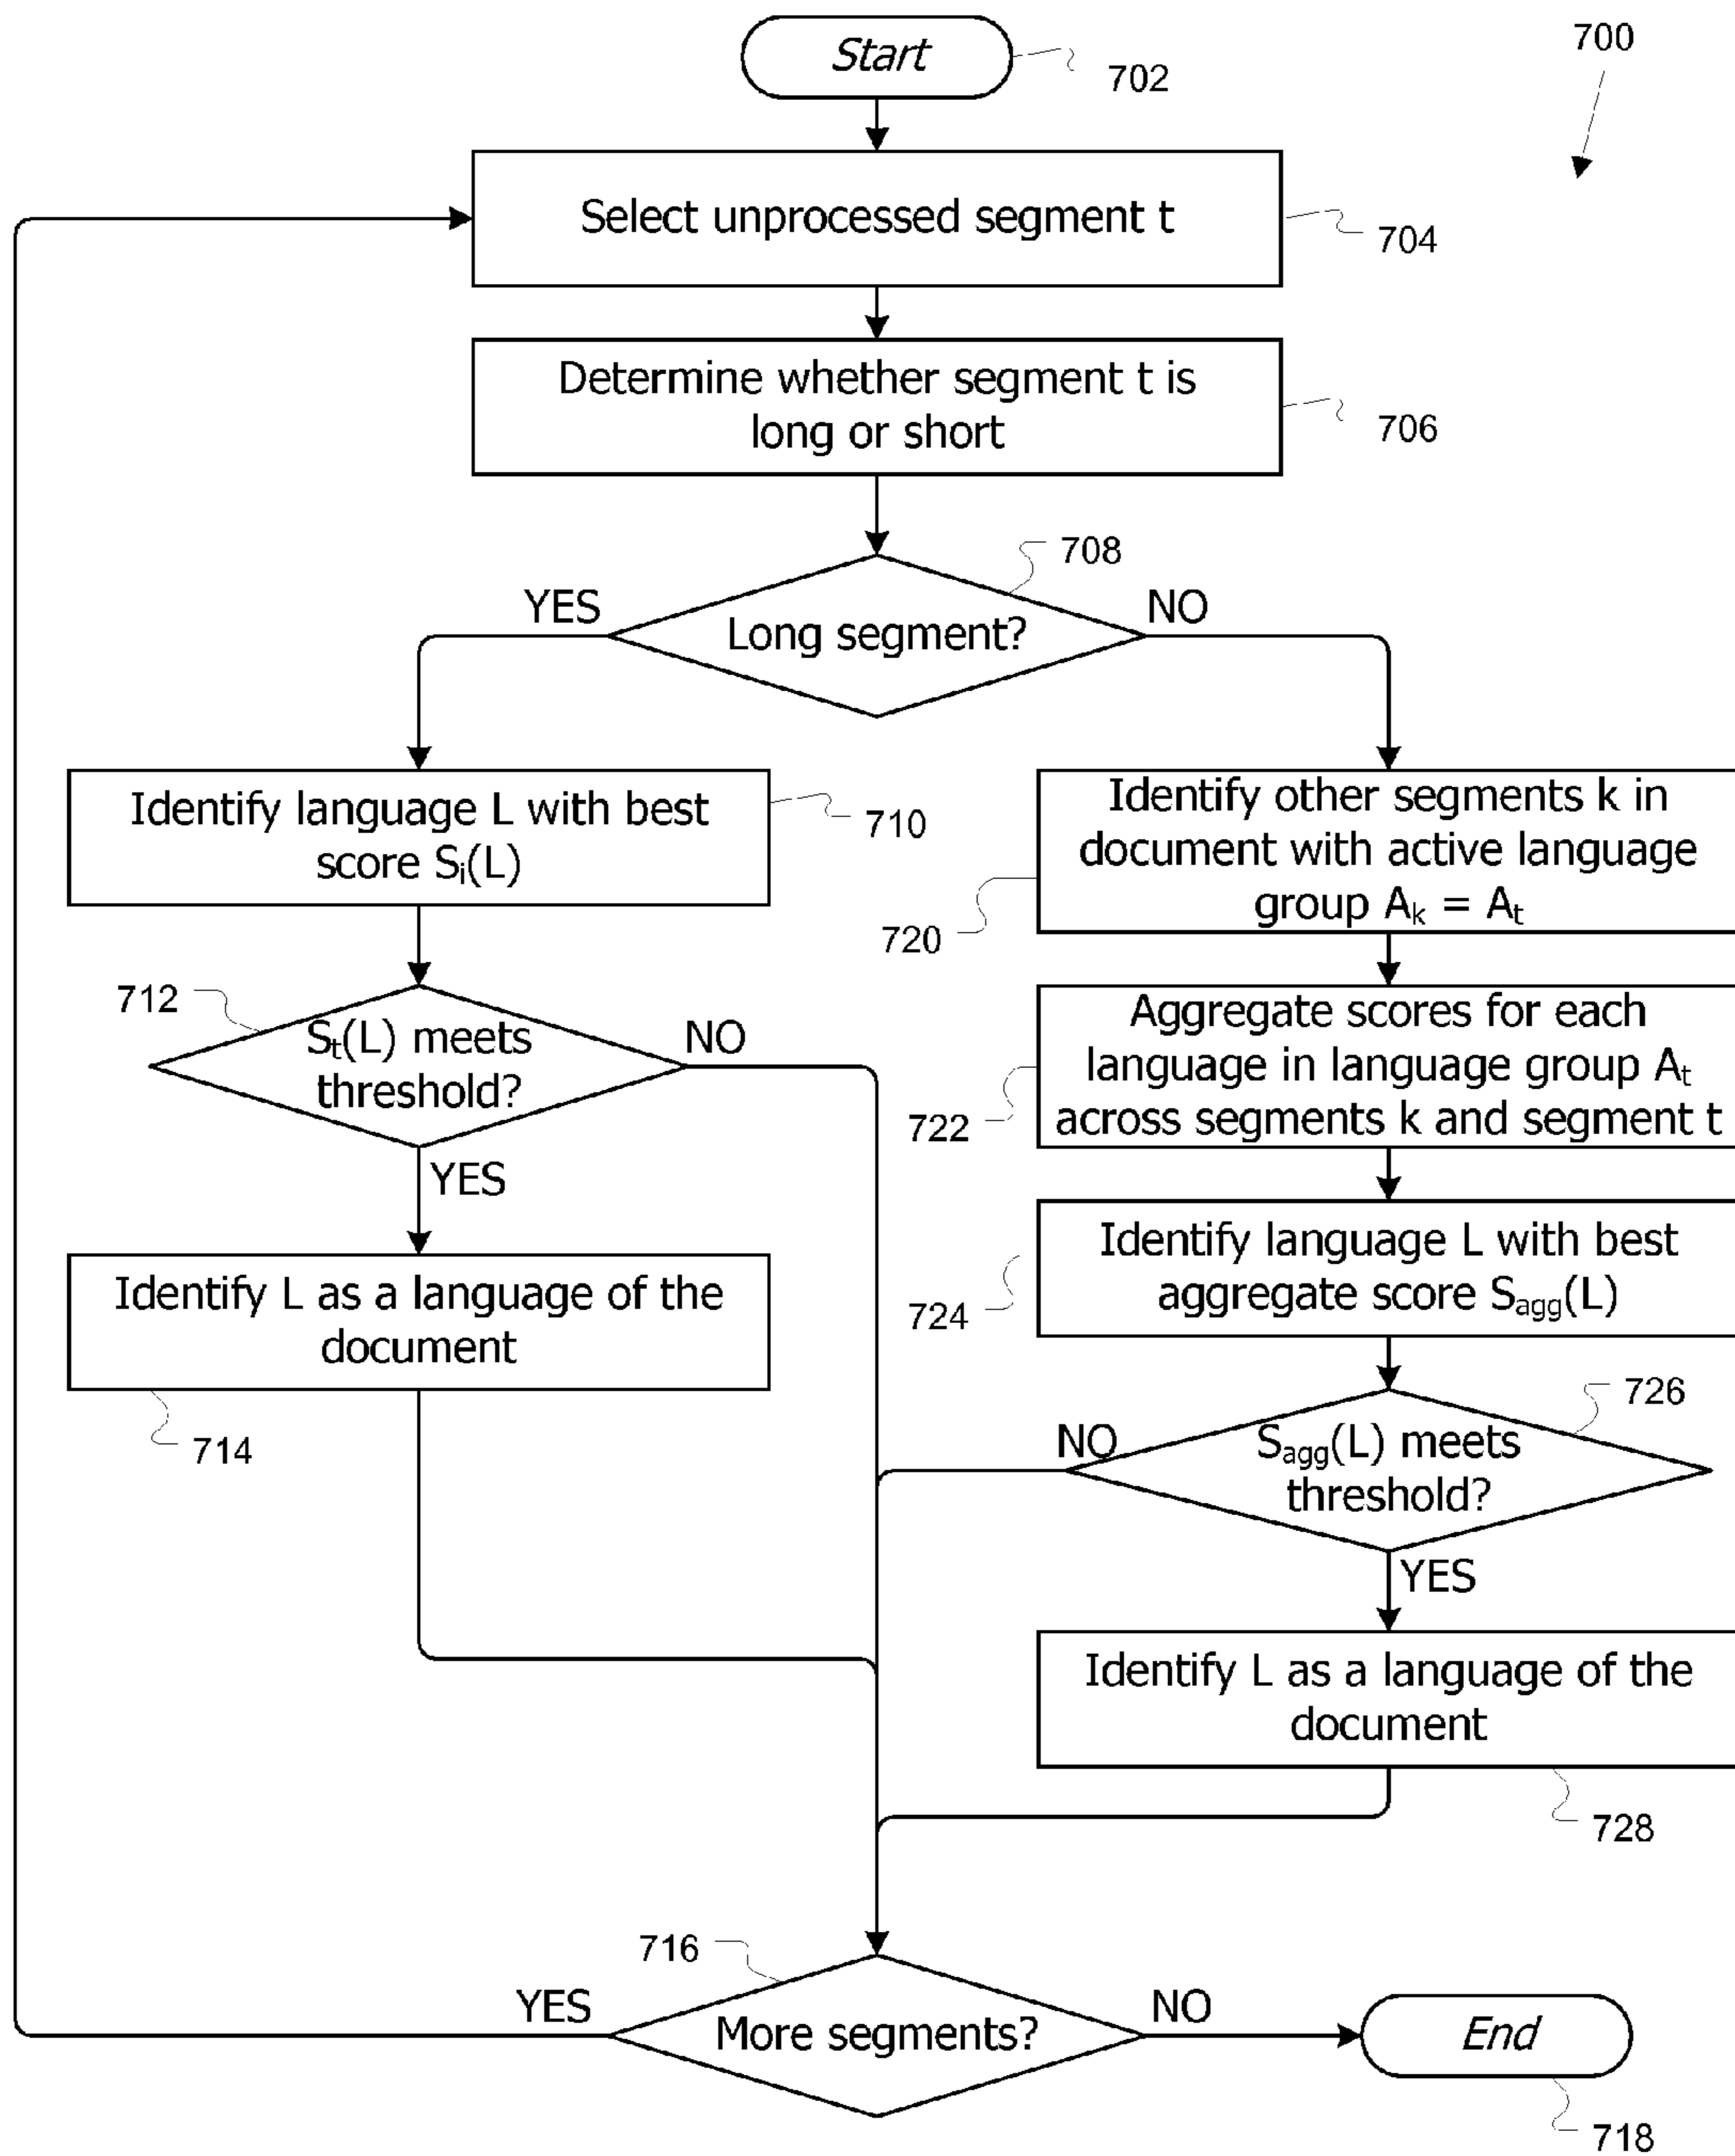 Start
702
700
Select unprocessed segment t
704
Determine whether segment t is
long or short
706
708
YES
Long segment?
NO
Identify language L with best
score Si(L)
710
Identify other segments k in
document with active language
group Ak = At
720
712
St(L) meets
threshold?
NO
YES
Aggregate scores for each
language in language group At
across segments k and segment t
722
Identify language L with best
aggregate score Sagg(L)
724
Identify L as a language of the
document
714
726
NO
Sagg(L) meets
threshold?
YES
Identify L as a language of the
document
728
716
YES
More segments?
NO
End
718